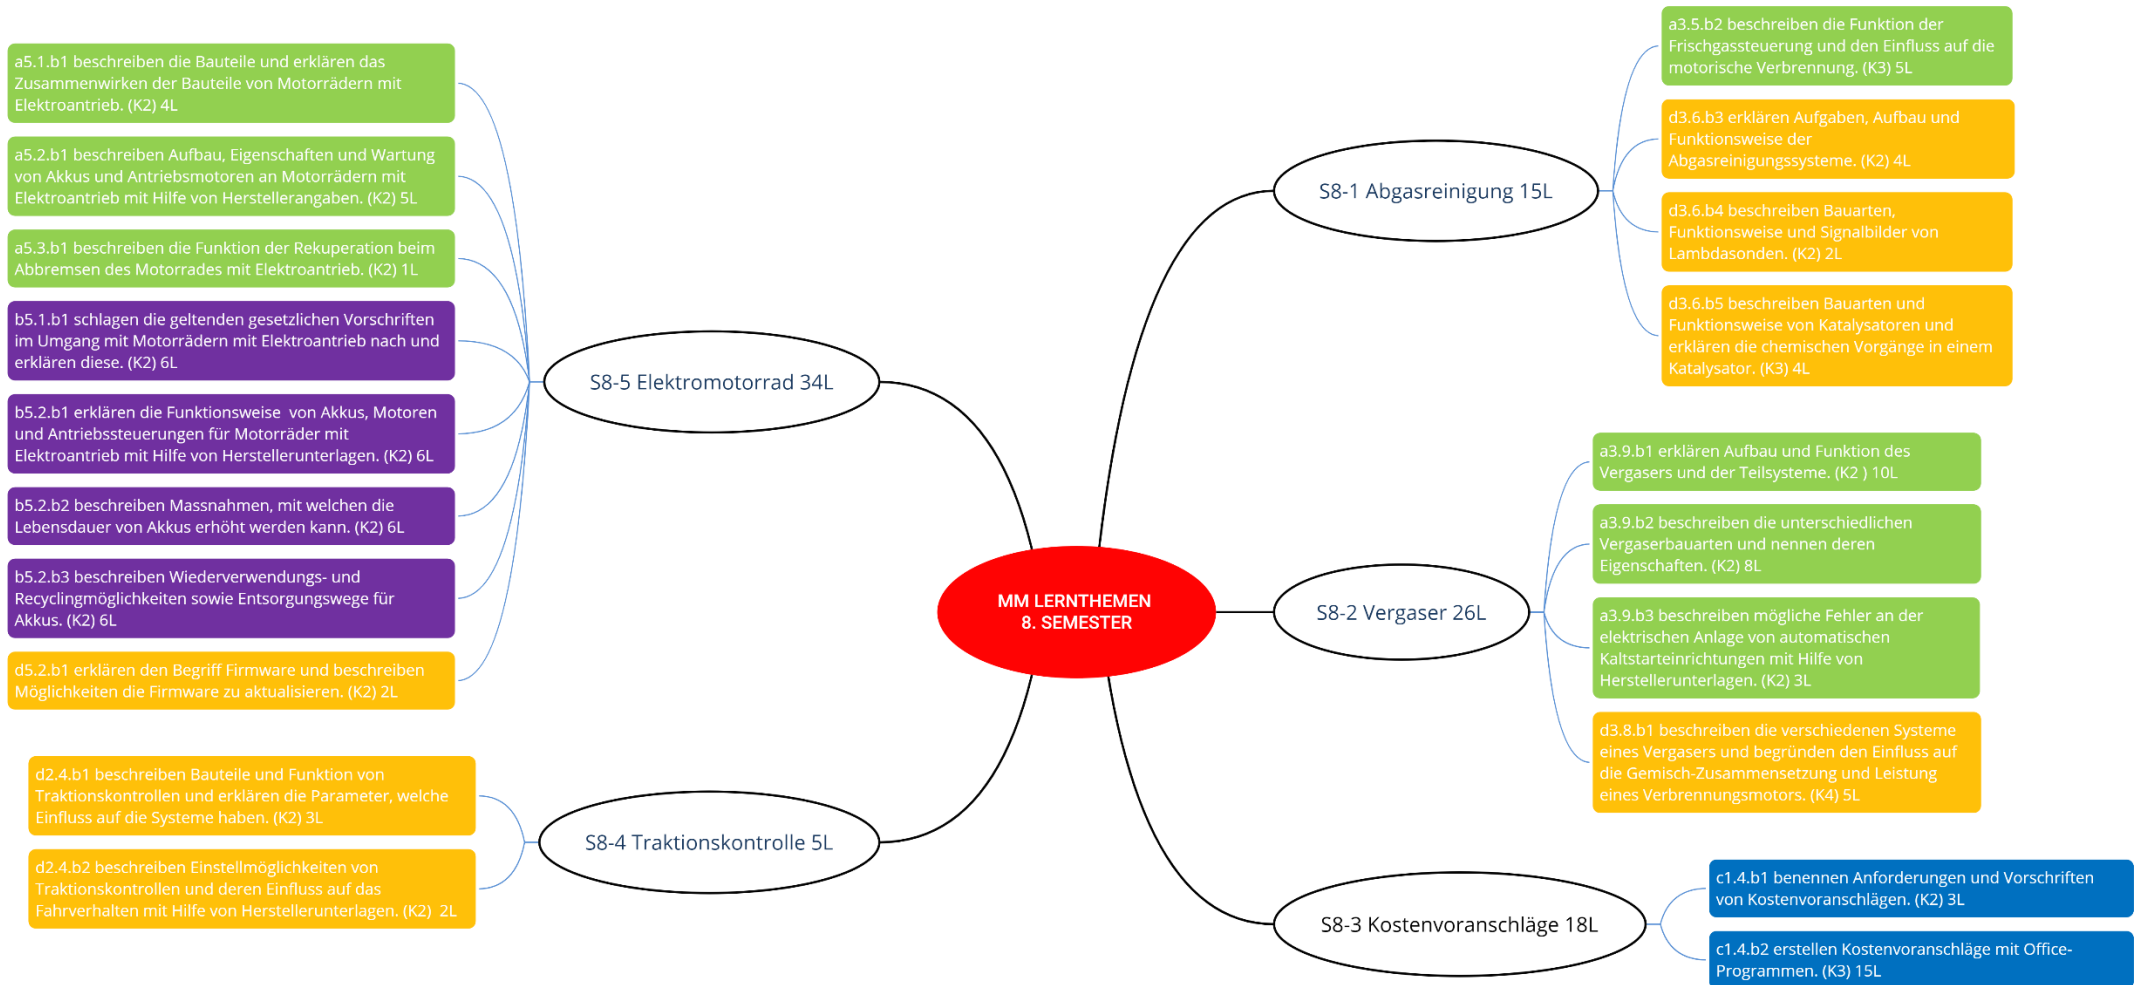 MM LERNTHEMEN
8. SEMESTER
S8-1 Abgasreinigung 15L
a3.5.b2 beschreiben die Funktion der
Frischgassteuerung und den Einfluss auf die
motorische Verbrennung. (K3) 5L
d3.6.b3 erklären Aufgaben, Aufbau und
Funktionsweise der
Abgasreinigungssysteme. (K2) 4L
d3.6.b4 beschreiben Bauarten,
Funktionsweise und Signalbilder von
Lambdasonden. (K2) 2L
d3.6.b5 beschreiben Bauarten und
Funktionsweise von Katalysatoren und
erklären die chemischen Vorgänge in einem
Katalysator. (K3) 4L
S8-2 Vergaser 26L
a3.9.b1 erklären Aufbau und Funktion des
Vergasers und der Teilsysteme. (K2 ) 10L
a3.9.b2 beschreiben die unterschiedlichen
Vergaserbauarten und nennen deren
Eigenschaften. (K2) 8L
a3.9.b3 beschreiben mögliche Fehler an der
elektrischen Anlage von automatischen
Kaltstarteinrichtungen mit Hilfe von
Herstellerunterlagen. (K2) 3L
d3.8.b1 beschreiben die verschiedenen Systeme
eines Vergasers und begründen den Einfluss auf
die Gemisch-Zusammensetzung und Leistung
eines Verbrennungsmotors. (K4) 5L
S8-3 Kostenvoranschläge 18L
c1.4.b1 benennen Anforderungen und Vorschriften
von Kostenvoranschlägen. (K2) 3L
c1.4.b2 erstellen Kostenvoranschläge mit Office-
Programmen. (K3) 15L
S8-4 Traktionskontrolle 5L
d2.4.b1 beschreiben Bauteile und Funktion von
Traktionskontrollen und erklären die Parameter, welche
Einfluss auf die Systeme haben. (K2) 3L
d2.4.b2 beschreiben Einstellmöglichkeiten von
Traktionskontrollen und deren Einfluss auf das
Fahrverhalten mit Hilfe von Herstellerunterlagen. (K2)  2L
S8-5 Elektromotorrad 34L
a5.1.b1 beschreiben die Bauteile und erklären das
Zusammenwirken der Bauteile von Motorrädern mit
Elektroantrieb. (K2) 4L
a5.2.b1 beschreiben Aufbau, Eigenschaften und Wartung
von Akkus und Antriebsmotoren an Motorrädern mit
Elektroantrieb mit Hilfe von Herstellerangaben. (K2) 5L
a5.3.b1 beschreiben die Funktion der Rekuperation beim
Abbremsen des Motorrades mit Elektroantrieb. (K2) 1L
b5.1.b1 schlagen die geltenden gesetzlichen Vorschriften
im Umgang mit Motorrädern mit Elektroantrieb nach und
erklären diese. (K2) 6L
b5.2.b1 erklären die Funktionsweise  von Akkus, Motoren
und Antriebssteuerungen für Motorräder mit
Elektroantrieb mit Hilfe von Herstellerunterlagen. (K2) 6L
b5.2.b2 beschreiben Massnahmen, mit welchen die
Lebensdauer von Akkus erhöht werden kann. (K2) 6L
b5.2.b3 beschreiben Wiederverwendungs- und
Recyclingmöglichkeiten sowie Entsorgungswege für
Akkus. (K2) 6L
d5.2.b1 erklären den Begriff Firmware und beschreiben
Möglichkeiten die Firmware zu aktualisieren. (K2) 2L